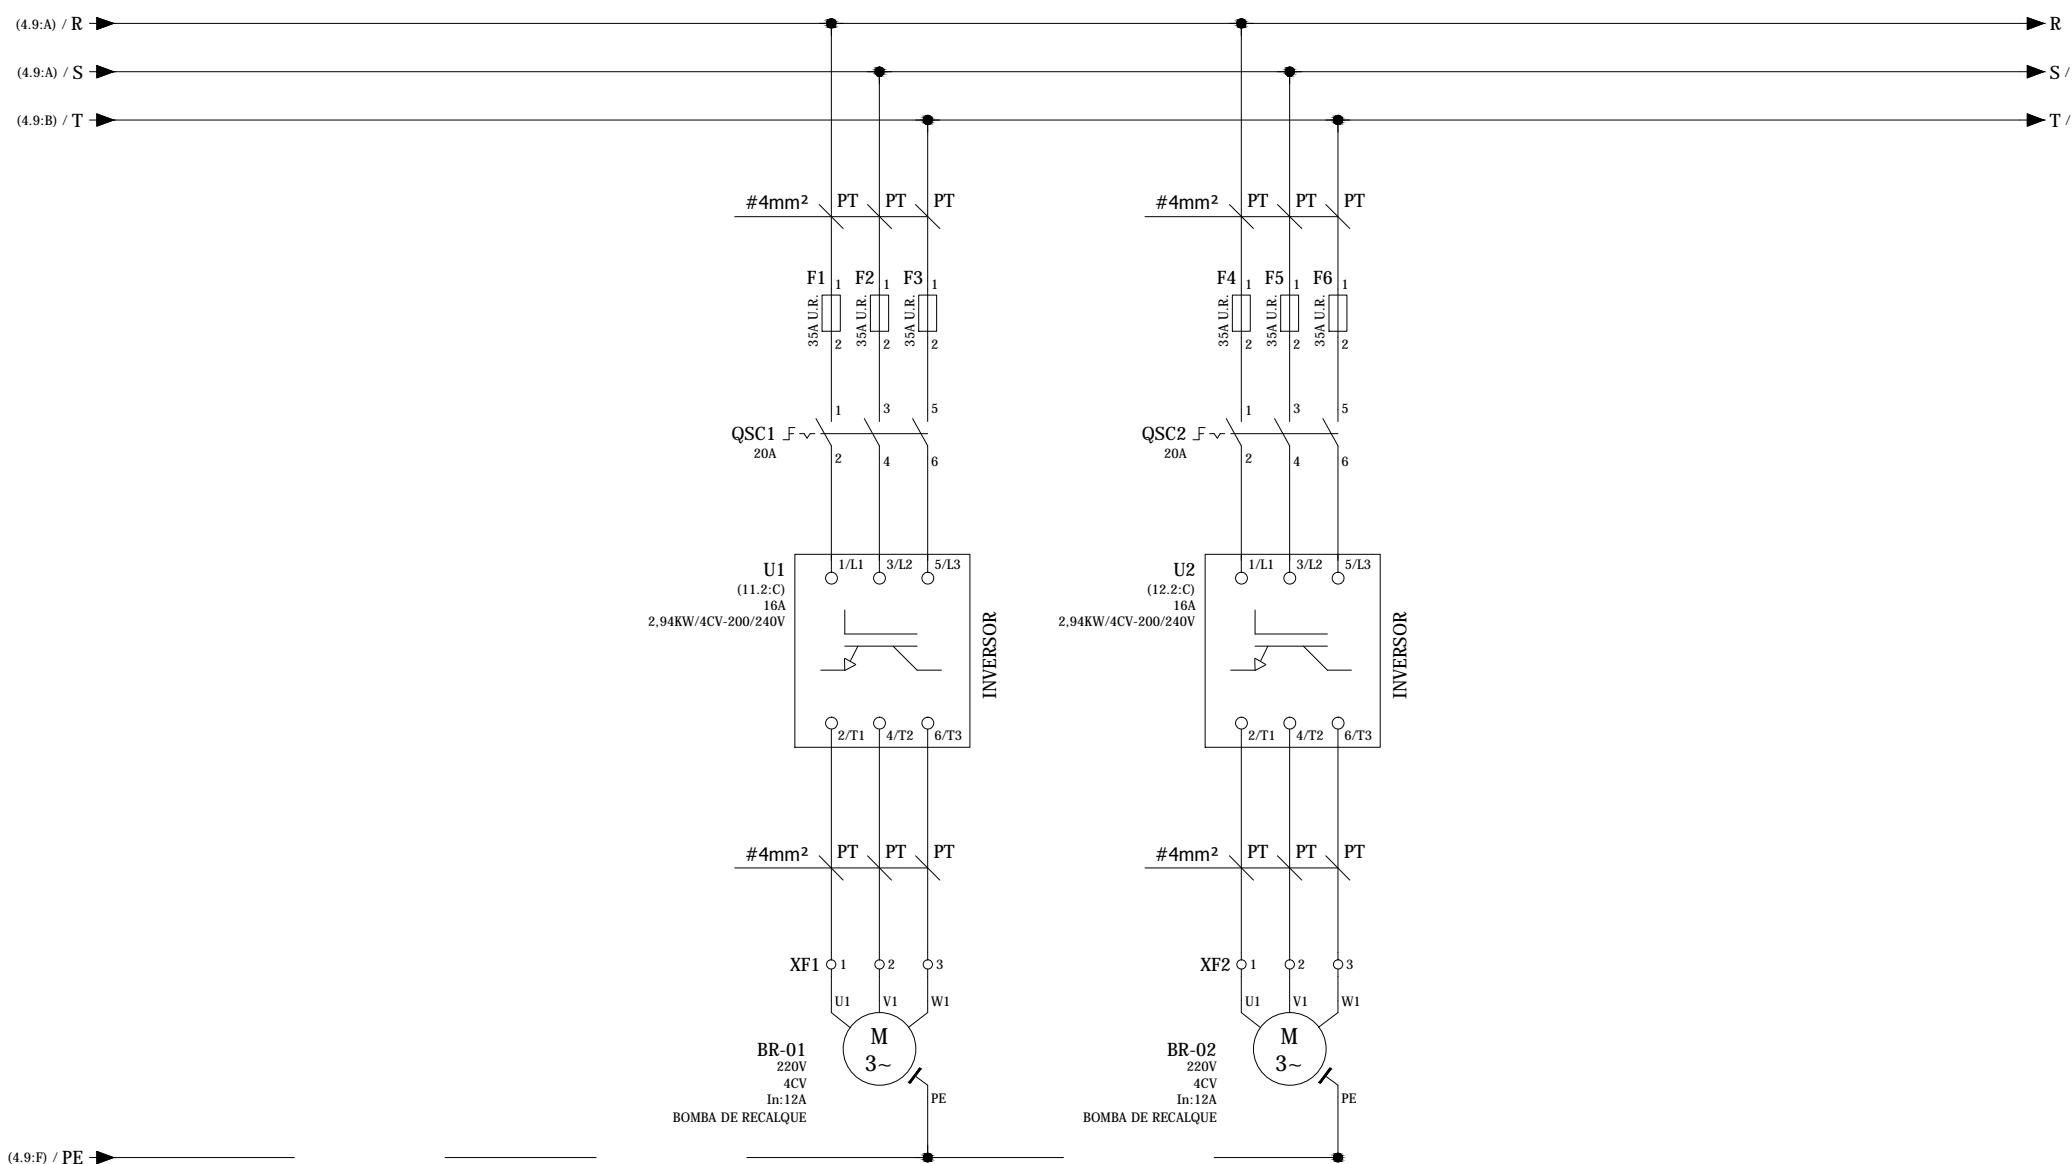 (4.9:A) / R
R
(4.9:A) / S
S /
(4.9:B) / T
T /
#4mm² PT PT PT
#4mm² PT PT PT
F1 1 F2 1 F3 1
35A U.R. 35A U.R. 35A U.R.
2 2 2
F4 1 F5 1 F6 1
35A U.R. 35A U.R. 35A U.R.
2 2 2
1 3 5
QSC1
20A
2 4 6
1 3 5
QSC2
20A
2 4 6
U1
(11.2:C)
16A
2,94KW/4CV-200/240V
1/L1 3/L2 5/L3
INVERSOR
2/T1 4/T2 6/T3
U2
(12.2:C)
16A
2,94KW/4CV-200/240V
1/L1 3/L2 5/L3
INVERSOR
2/T1 4/T2 6/T3
#4mm² PT PT PT
#4mm² PT PT PT
XF1 1 2 3
U1 V1 W1
M
3~
BR-01
220V
4CV
In:12A
BOMBA DE RECALQUE
PE
XF2 1 2 3
U1 V1 W1
M
3~
BR-02
220V
4CV
In:12A
BOMBA DE RECALQUE
PE
(4.9:F) / PE